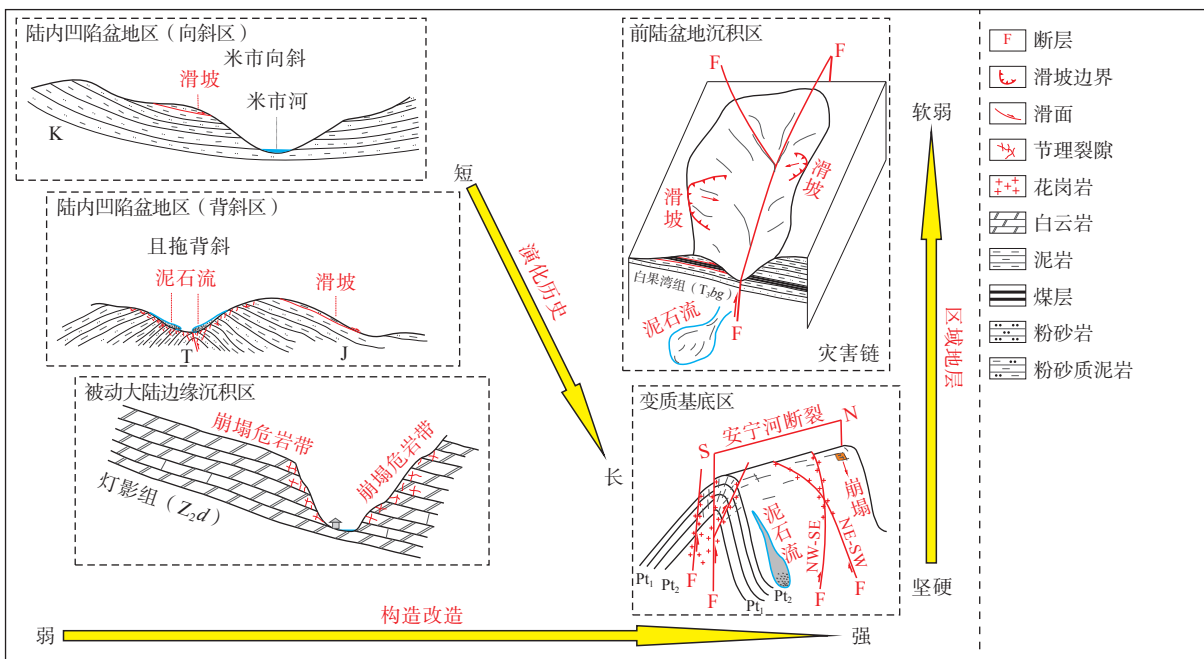 陆内凹陷盆地区（向斜区）
米市向斜
滑坡
米市河
K
陆内凹陷盆地区（背斜区）
且拖背斜
泥石流
滑坡
T
J
被动大陆边缘沉积区
崩塌危岩带
崩塌危岩带
灯影组（Z₂d）
短
演化历史
长
前陆盆地沉积区
F
F
滑坡
滑坡
白果湾组（T₃bg）
泥石流
F
灾害链
变质基底区
安宁河断裂
S
N
崩塌
泥石流
NW-SE
NE-SW
Pt₁
Pt₂
F
F
Pt₁
Pt₂
F
F
软弱
区域地层
坚硬
弱
构造改造
强
F 断层
滑坡边界
滑面
节理裂隙
花岗岩
白云岩
泥岩
煤层
粉砂岩
粉砂质泥岩